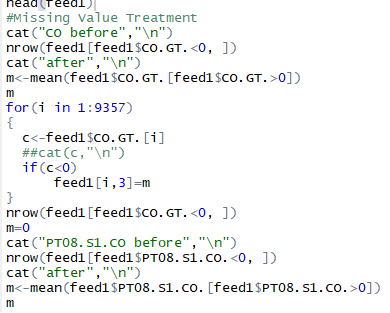 head(feed1)
#Missing Value Treatment
cat("CO before","\n")
nrow(feed1[feed1$CO.GT.<0, ])
cat("after","\n")
m<-mean(feed1$CO.GT.[feed1$CO.GT.>0])
m
for(i in 1:9357)
{
  c<-feed1$CO.GT.[i]
  ##cat(c,"\n")
  if(c<0)
      feed1[i,3]=m
}
nrow(feed1[feed1$CO.GT.<0, ])
m=0
cat("PT08.S1.CO before","\n")
nrow(feed1[feed1$PT08.S1.CO.<0, ])
cat("after","\n")
m<-mean(feed1$PT08.S1.CO.[feed1$PT08.S1.CO.>0])
m